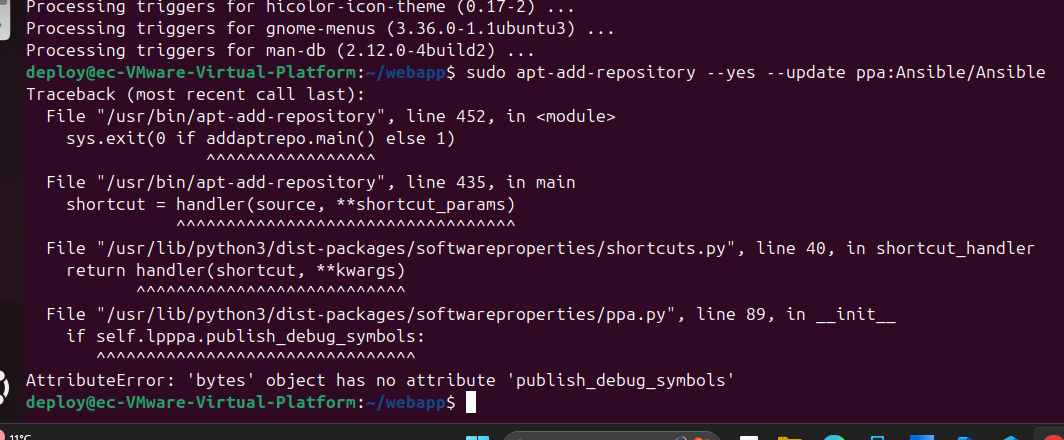 Processing triggers for hicolor-icon-theme (0.17-2) ...
Processing triggers for gnome-menus (3.36.0-1.1ubuntu3) ...
Processing triggers for man-db (2.12.0-4build2) ...
deploy@ec-VMware-Virtual-Platform:~/webapp$ sudo apt-add-repository --yes --update ppa:Ansible/Ansible
Traceback (most recent call last):
  File "/usr/bin/apt-add-repository", line 452, in <module>
    sys.exit(0 if addaptrepo.main() else 1)
                  ^^^^^^^^^^^^^^^^^
  File "/usr/bin/apt-add-repository", line 435, in main
    shortcut = handler(source, **shortcut_params)
               ^^^^^^^^^^^^^^^^^^^^^^^^^^^^^^^^^^
  File "/usr/lib/python3/dist-packages/softwareproperties/shortcuts.py", line 40, in shortcut_handler
    return handler(shortcut, **kwargs)
           ^^^^^^^^^^^^^^^^^^^^^^^^^^^
  File "/usr/lib/python3/dist-packages/softwareproperties/ppa.py", line 89, in __init__
    if self.lpppa.publish_debug_symbols:
       ^^^^^^^^^^^^^^^^^^^^^^^^^^^^^^^^
AttributeError: 'bytes' object has no attribute 'publish_debug_symbols'
deploy@ec-VMware-Virtual-Platform:~/webapp$
11°C